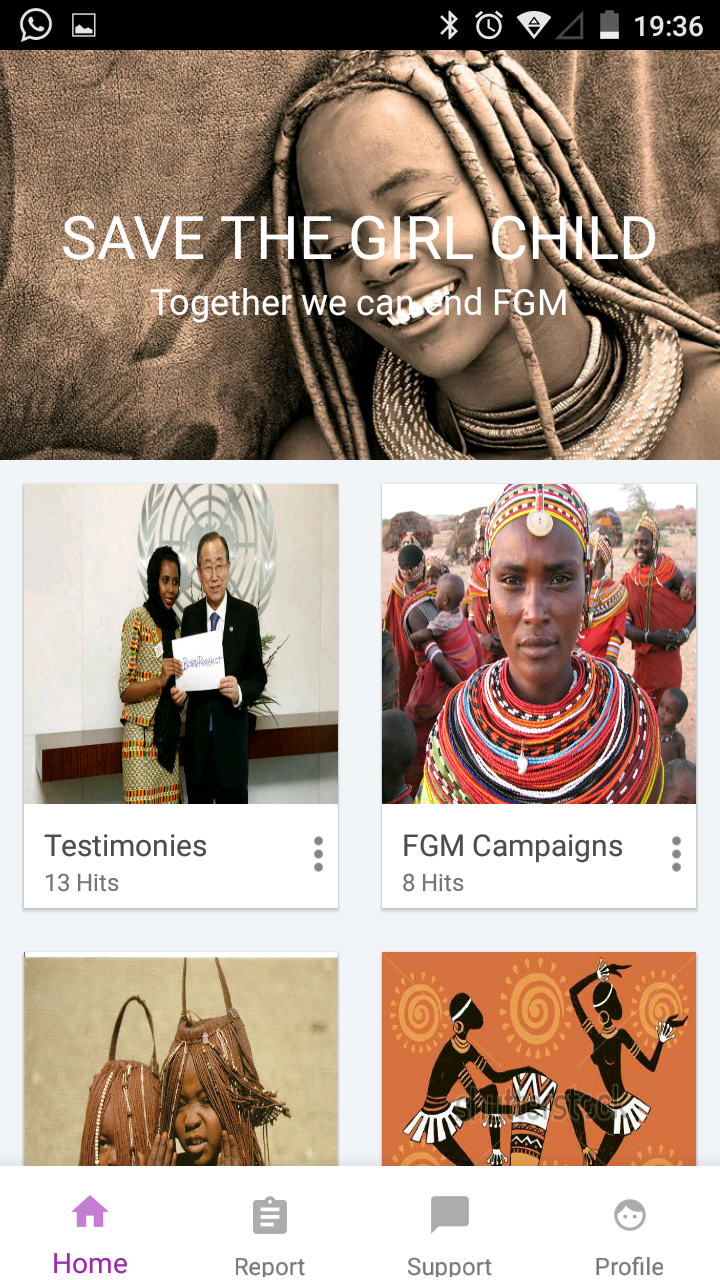 19:36
SAVE THE GIRL CHILD
Together we can end FGM
BornPerfect
Testimonies
13 Hits
FGM Campaigns
8 Hits
shutterstock
Home
Report
Support
Profile